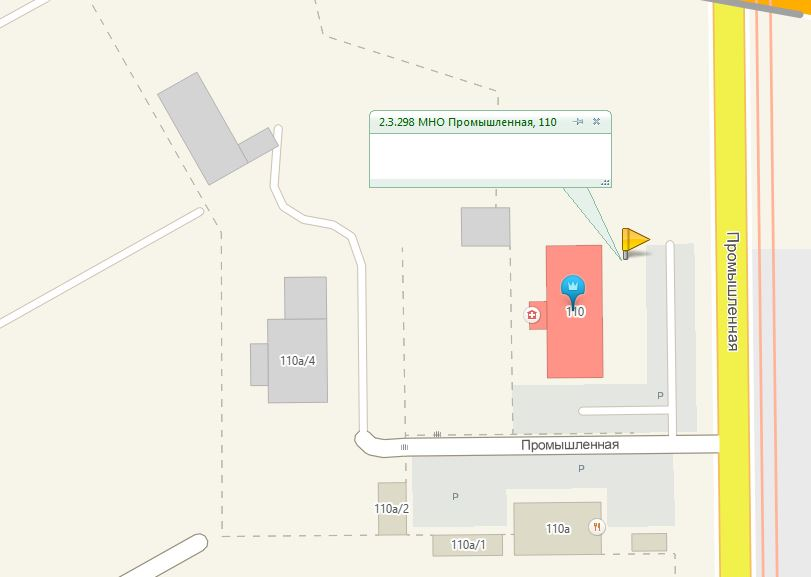 2.3.298 МНО Промышленная, 110
Промышленная
110
110а/4
P
Промышленная
P
P
110а/2
110а
110а/1